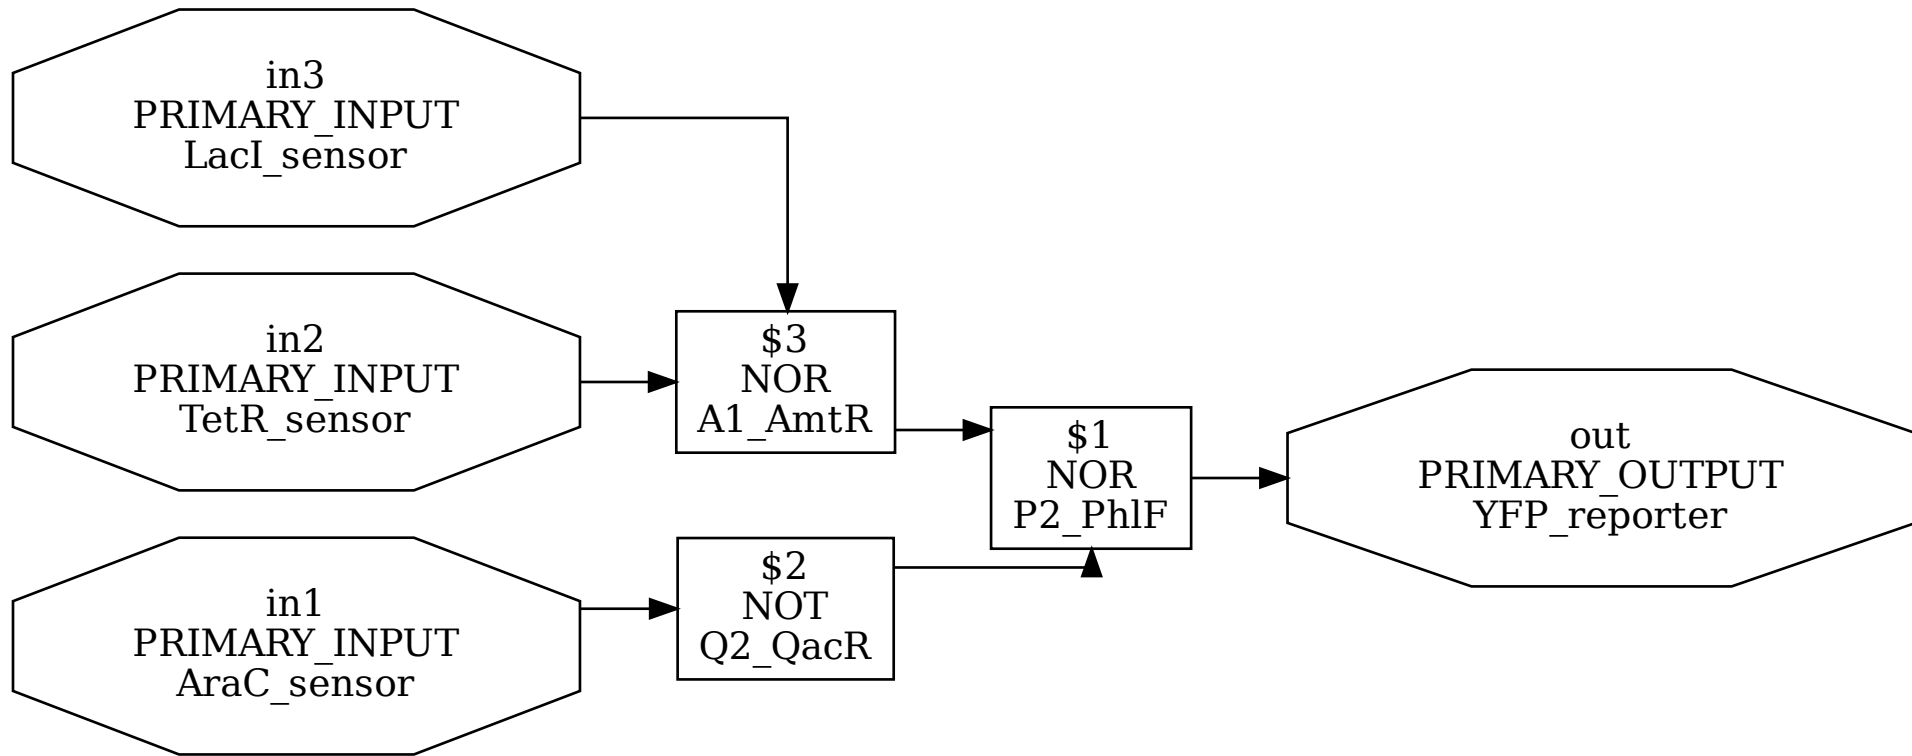 in3
PRIMARY_INPUT
LacI_sensor
in2
PRIMARY_INPUT
TetR_sensor
in1
PRIMARY_INPUT
AraC_sensor
$3
NOR
A1_AmtR
$2
NOT
Q2_QacR
$1
NOR
P2_PhlF
out
PRIMARY_OUTPUT
YFP_reporter